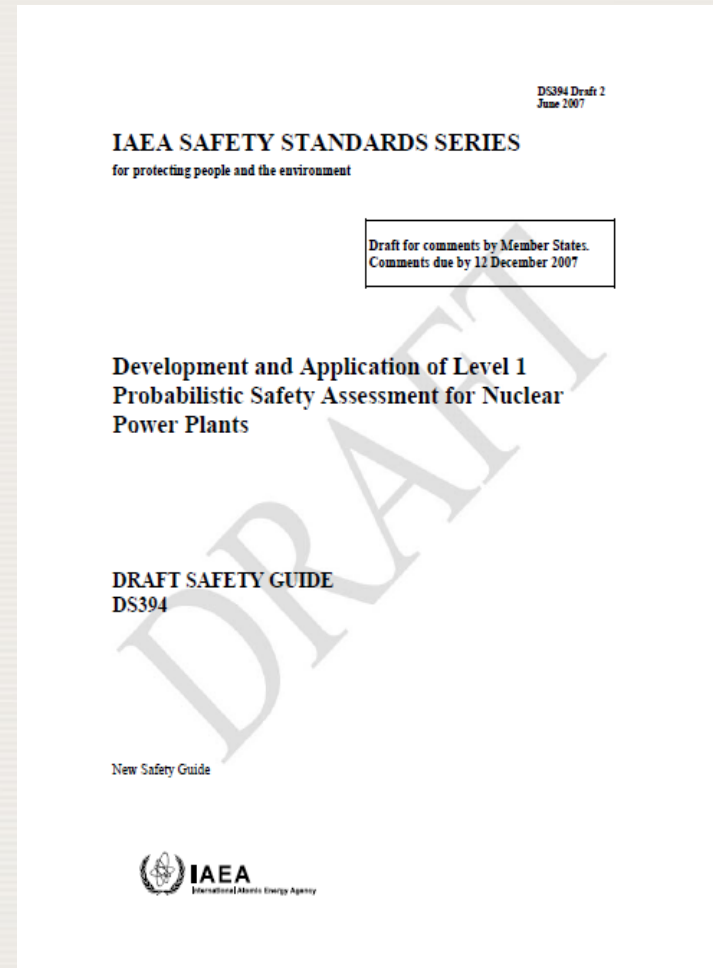 DS394 Draft 2
June 2007
IAEA SAFETY STANDARDS SERIES
for protecting people and the environment
Draft for comments by Member States.
Comments due by 12 December 2007
Development and Application of Level 1
Probabilistic Safety Assessment for Nuclear
Power Plants
DRAFT
DRAFT SAFETY GUIDE
DS394
New Safety Guide
IAEA
International Atomic Energy Agency